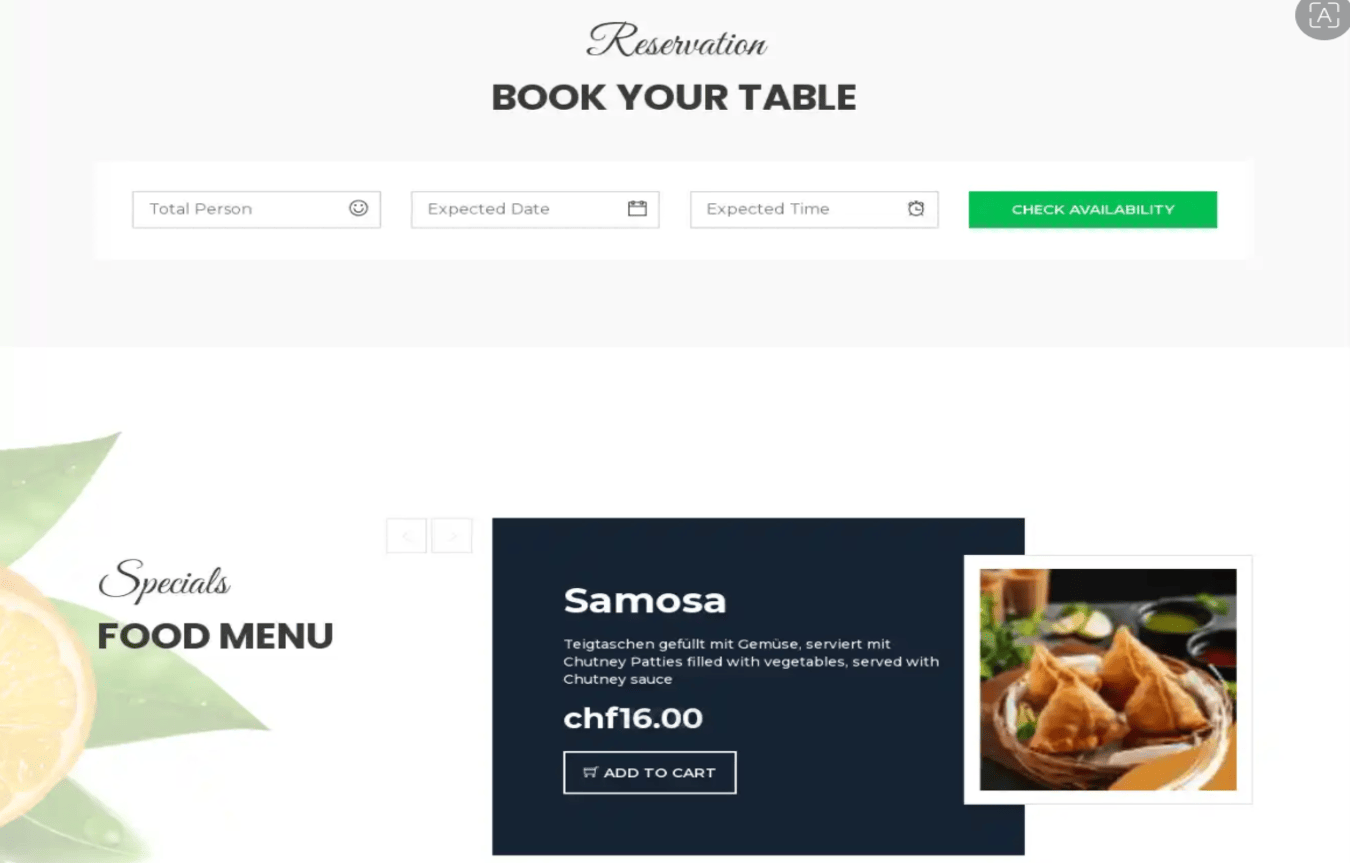 Reservation
BOOK YOUR TABLE
Total Person
Expected Date
Expected Time
CHECK AVAILABILITY
Specials
FOOD MENU
Samosa
Teigtaschen gefüllt mit Gemüse, serviert mit
Chutney Patties filled with vegetables, served with
Chutney sauce
chf16.00
ADD TO CART
A